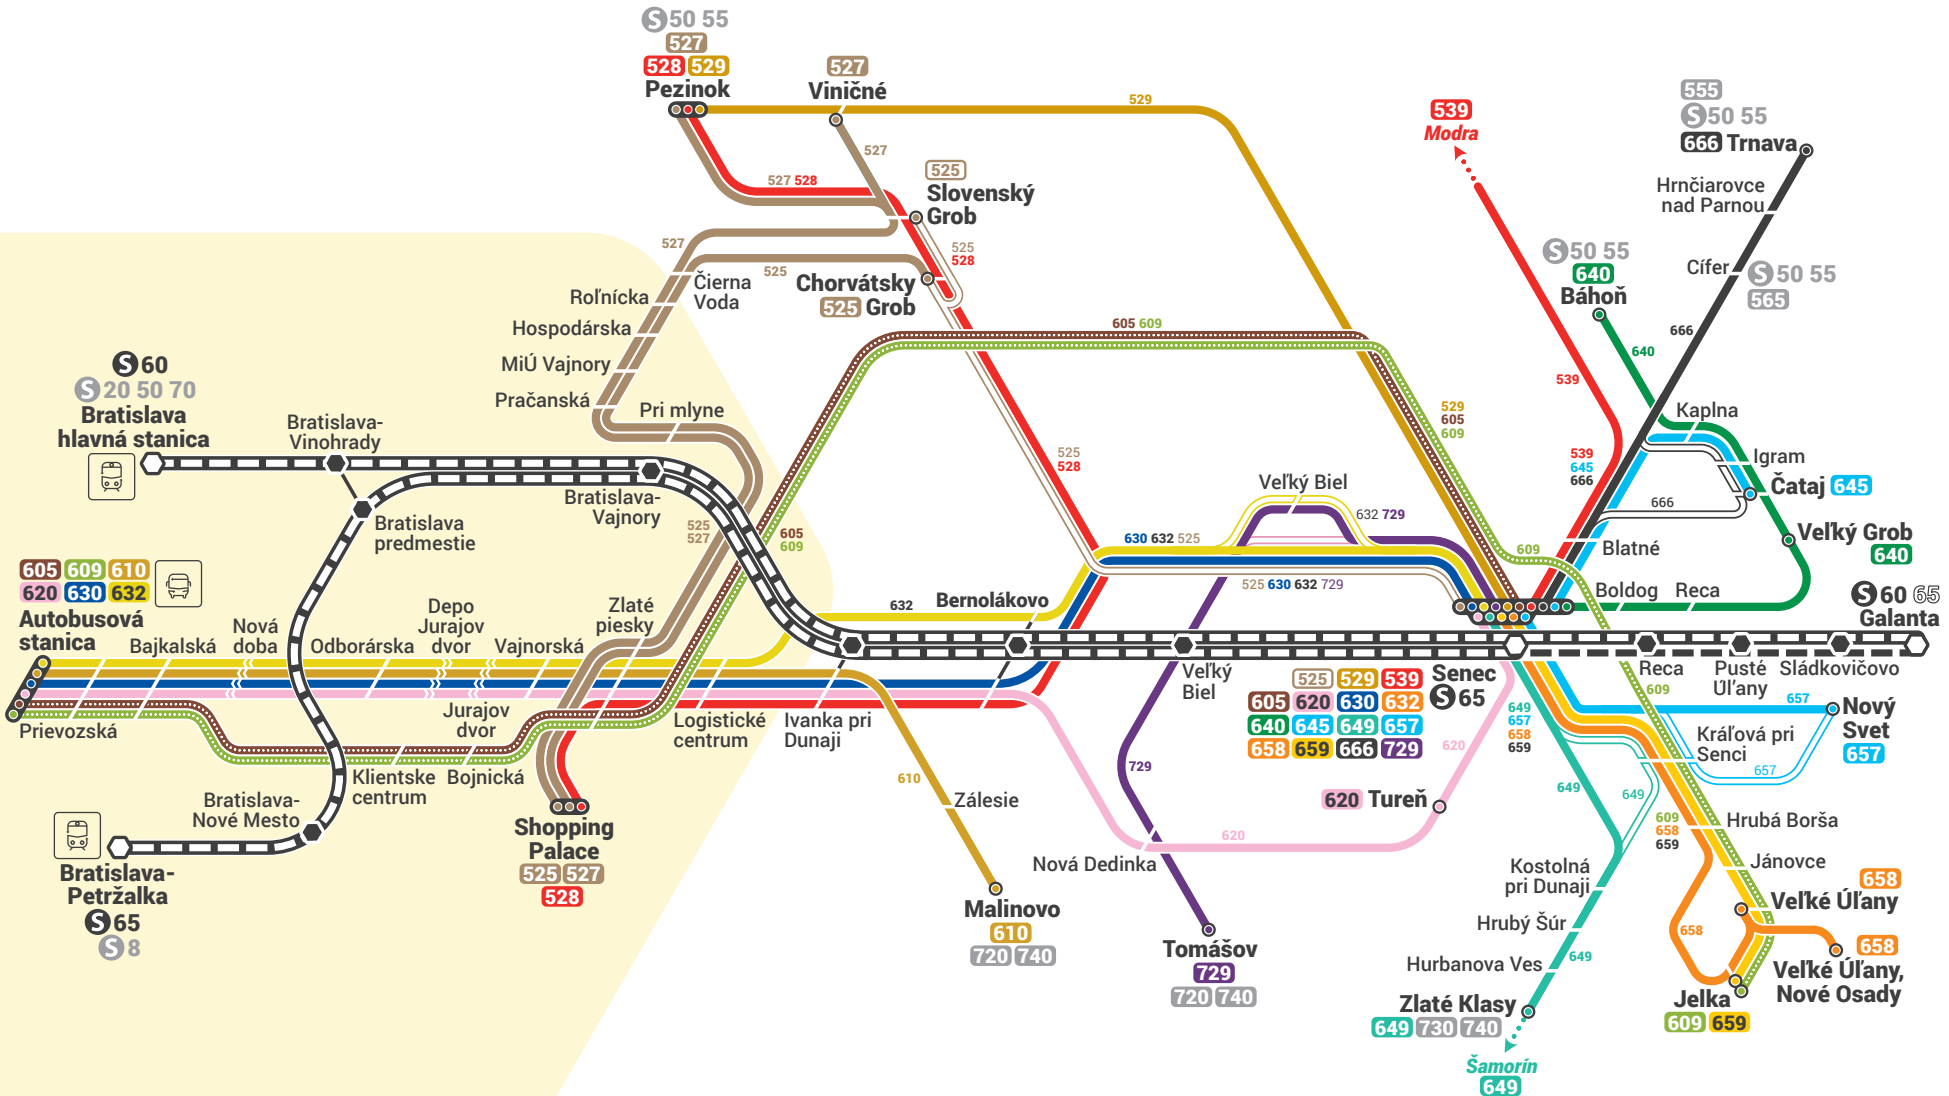 S 50 55
527
528 529
Pezinok
527
Viničné
529
539
Modra
555
S 50 55
666 Trnava
Hrnčiarovce
nad Parnou
527
527 528
525
Slovenský
Grob
525
528
527
525
Čierna
Voda
Chorvátsky
525 Grob
Roľnícka
Hospodárska
MiÚ Vajnory
Pračanská
Pri mlyne
605 609
S 50 55
640
Báhoň
Cífer
S 50 55
565
666
640
539
S 60
S 20 50 70
Bratislava
hlavná stanica
Bratislava-
Vinohrady
Bratislava
predmestie
Bratislava-
Vajnory
525
527
605
609
525
528
529
605
609
539
645
666
Kaplna
Igram
Čataj 645
666
Veľký Grob
640
Blatné
Boldog
Reca
Veľký Biel
632 729
630 632 525
525 630 632 729
609
S 60 65
Galanta
605 609 610
620 630 632
Autobusová
stanica
Bajkalská
Nová
doba
Odborárska
Depo
Jurajov
dvor
Vajnorská
Zlaté
piesky
632
Bernolákovo
Prievozská
Jurajov
dvor
Klientske
centrum
Bojnická
Logistické
centrum
Ivanka pri
Dunaji
Veľký
Biel
525 529 539
605 620 630 632
640 645 649 657
658 659 666 729
Senec
S 65
Reca
Pusté
Úľany
Sládkovičovo
609
657
Nový
Svet
657
Kráľová pri
Senci
657
649
657
658
659
620
729
610
Zálesie
649
649
609
658
659
Hrubá Borša
Jánovce
Bratislava-
Nové Mesto
Bratislava-
Petržalka
S 65
S 8
Shopping
Palace
525 527
528
620 Tureň
620
Nová Dedinka
Malinovo
610
720 740
Tomášov
729
720 740
Kostolná
pri Dunaji
Hrubý Šúr
Hurbanova Ves
649
Zlaté Klasy
649 730 740
Šamorín
649
658
658
Veľké Úľany
658
Veľké Úľany,
Nové Osady
Jelka
609 659